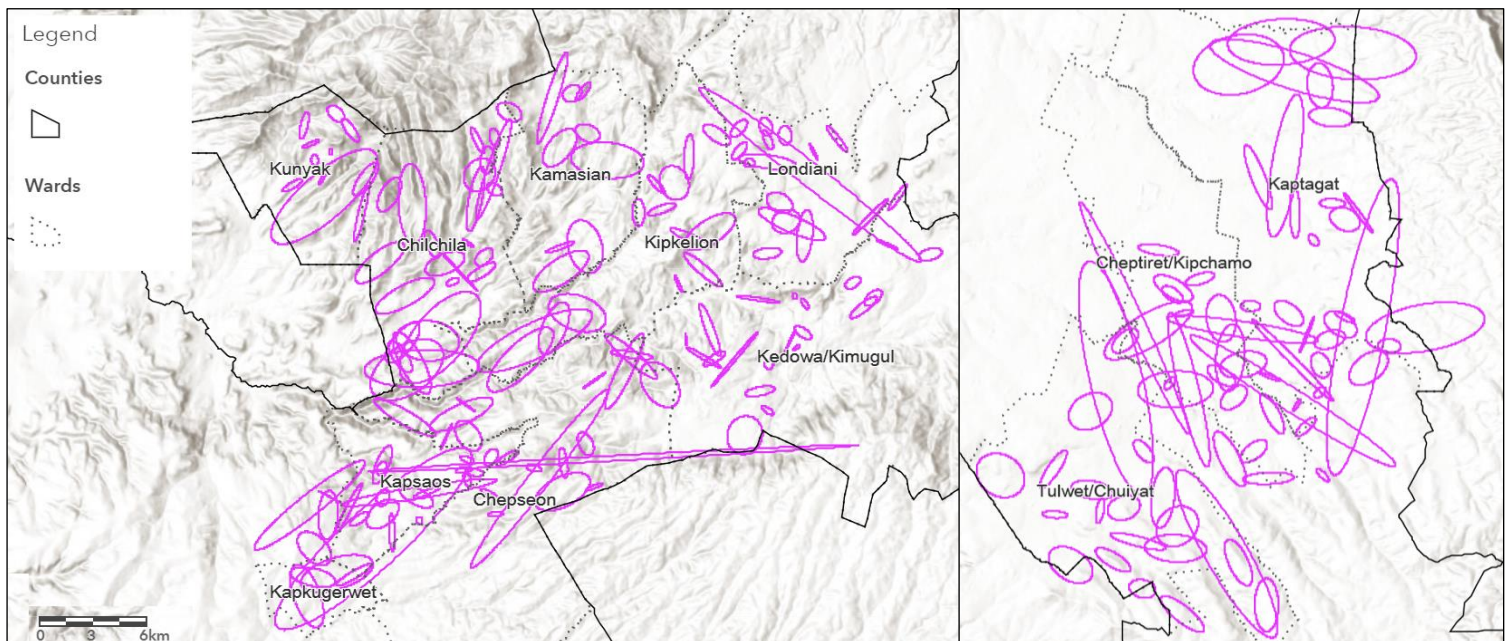 Legend
Counties
Wards
Kunyak
Kamasian
Londiani
Chilchila
Kipkelion
Kedowa/Kimugul
Kapsaos
Chepseon
Kapkugerwet
0 3 6km
Kaptagat
Cheptiret/Kipchamo
Tulwet/Chuiyat